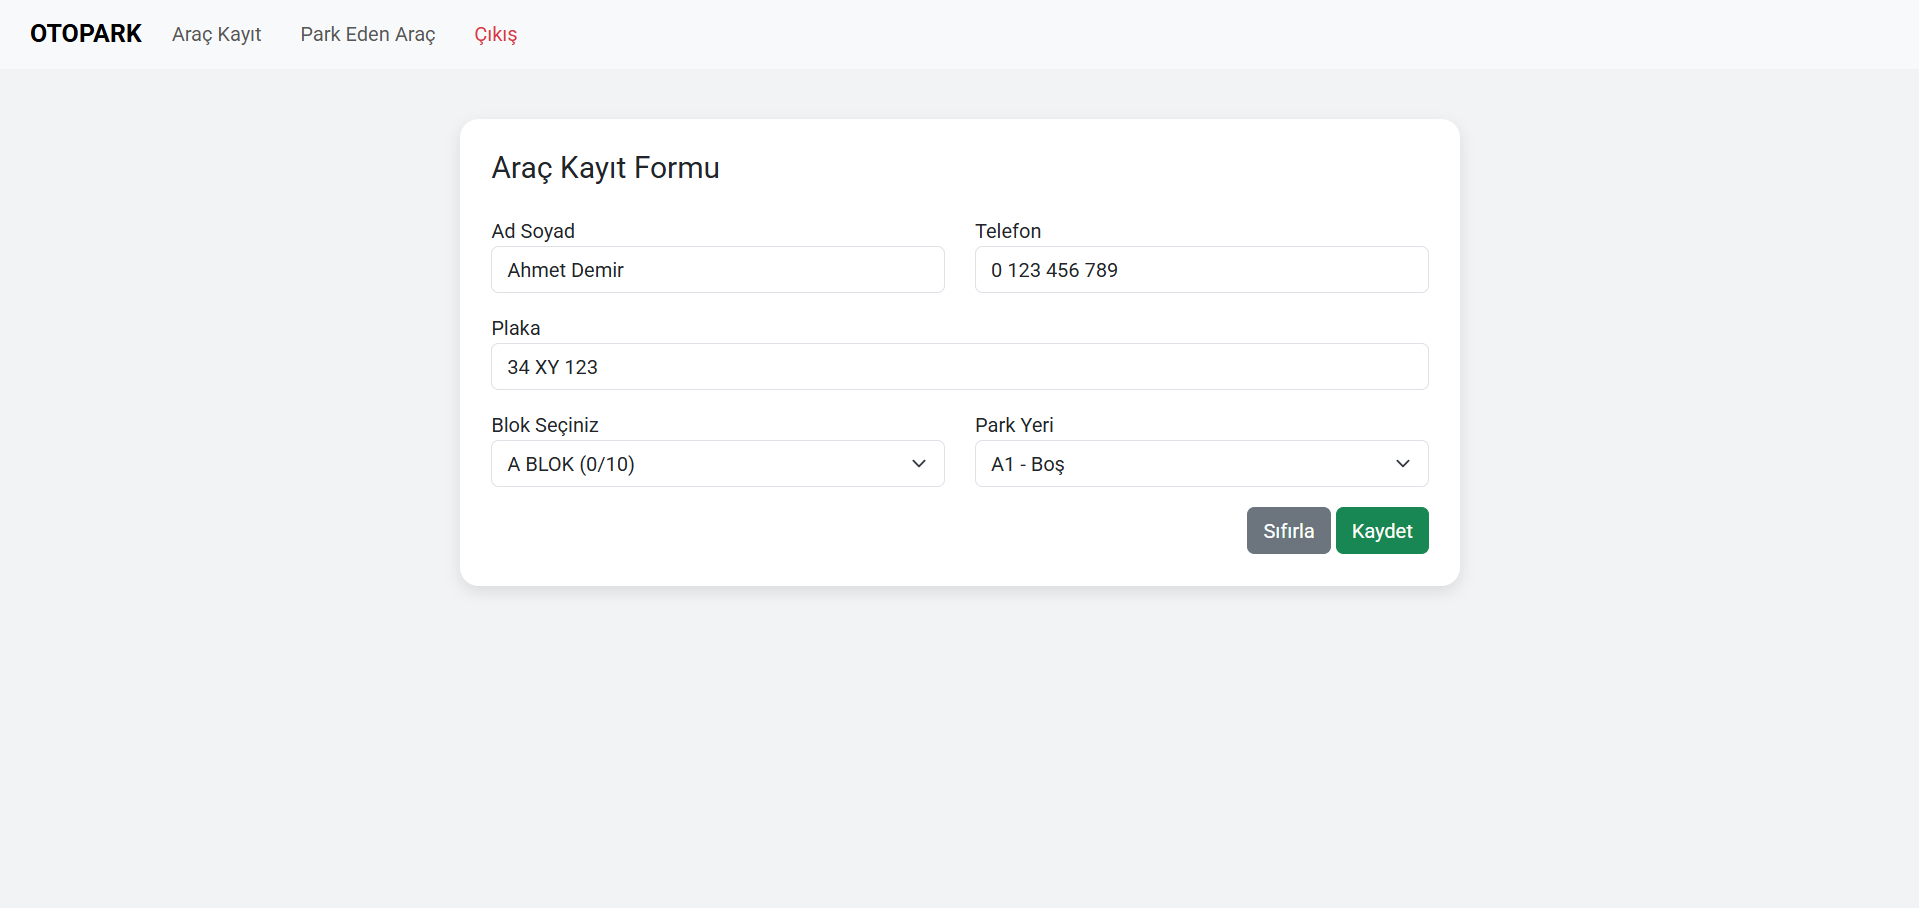 OTOPARK Araç Kayıt Park Eden Araç Çıkış
Araç Kayıt Formu
Ad Soyad Telefon
Ahmet Demir 0 123 456 789
Plaka
34 XY 123
Blok Seçiniz Park Yeri
A BLOK (0/10) A1 - Boş
Sıfırla Kaydet